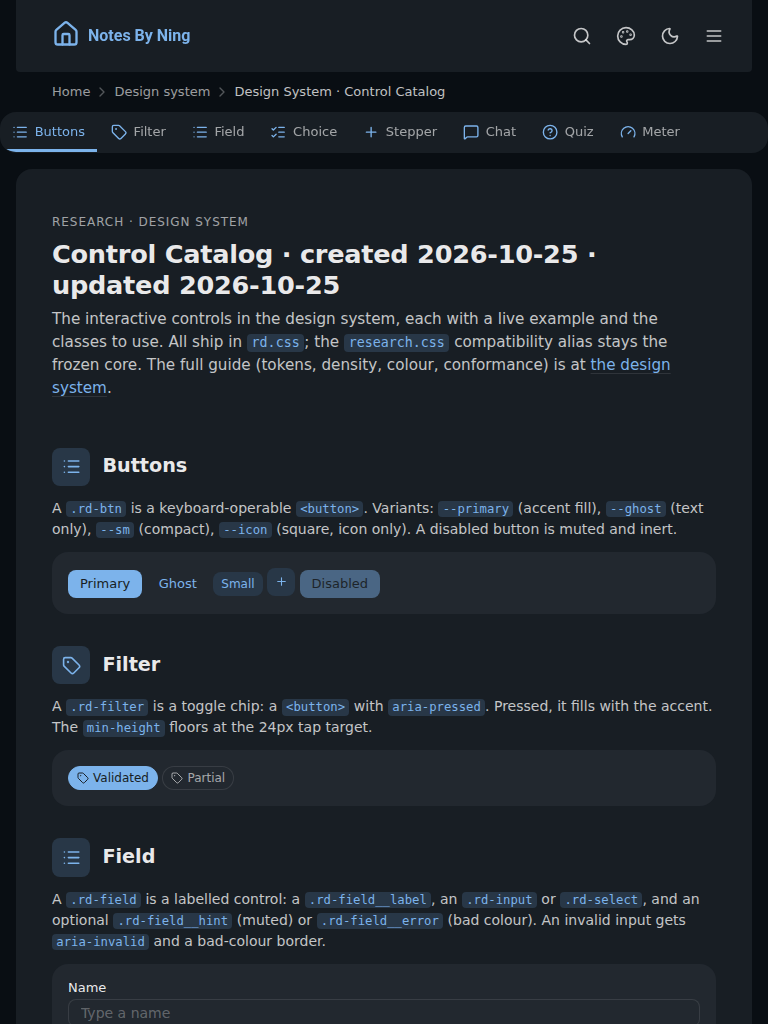 Notes By Ning
Home > Design system > Design System · Control Catalog
Buttons Filter Field Choice Stepper Chat Quiz Meter
RESEARCH · DESIGN SYSTEM
Control Catalog · created 2026-10-25 ·
updated 2026-10-25
The interactive controls in the design system, each with a live example and the
classes to use. All ship in rd.css; the research.css compatibility alias stays the
frozen core. The full guide (tokens, density, colour, conformance) is at the design
system.
Buttons
A .rd-btn is a keyboard-operable <button>. Variants: --primary (accent fill), --ghost (text
only), --sm (compact), --icon (square, icon only). A disabled button is muted and inert.
Primary Ghost Small + Disabled
Filter
A .rd-filter is a toggle chip: a <button> with aria-pressed. Pressed, it fills with the accent.
The min-height floors at the 24px tap target.
Validated Partial
Field
A .rd-field is a labelled control: a .rd-field__label, an .rd-input or .rd-select, and an
optional .rd-field__hint (muted) or .rd-field__error (bad colour). An invalid input gets
aria-invalid and a bad-colour border.
Name
Type a name